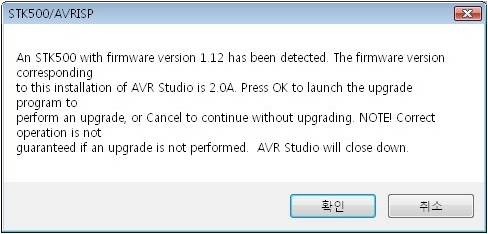 STK500/AVRISP
An STK500 with firmware version 1.12 has been detected. The firmware version
corresponding
to this installation of AVR Studio is 2.0A. Press OK to launch the upgrade
program to
perform an upgrade, or Cancel to continue without upgrading. NOTE! Correct
operation is not
guaranteed if an upgrade is not performed.  AVR Studio will close down.
확인
취소